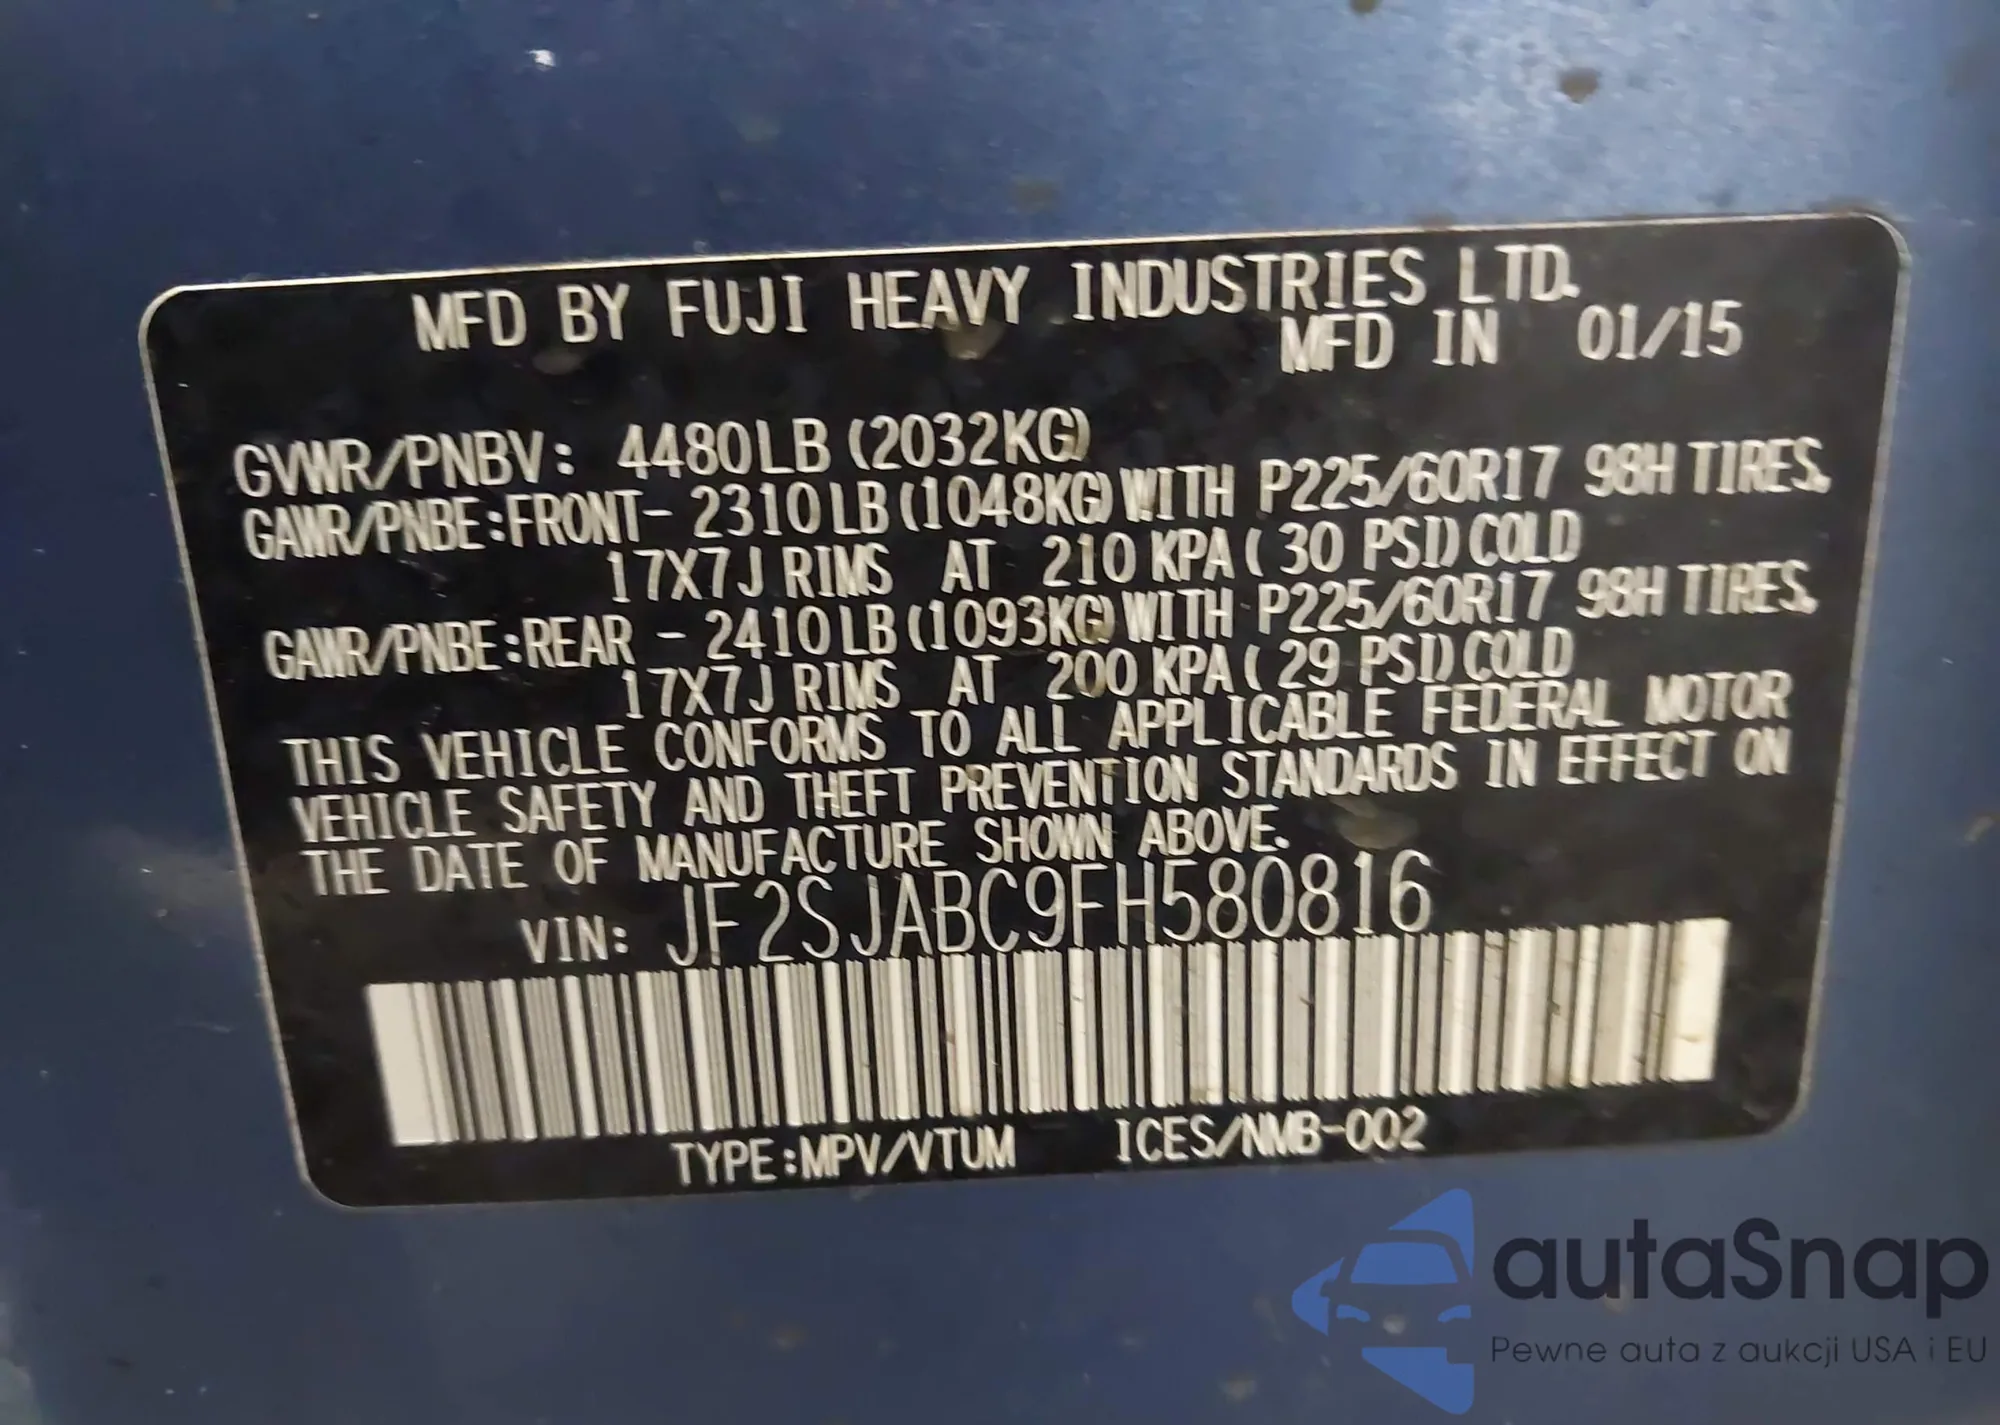 MFD BY FUJI HEAVY INDUSTRIES LTD.
MFD IN 01/15
GVWR/PNBV: 4480LB (2032KG)
GAWR/PNBE:FRONT- 2310LB (1048KG) WITH P225/60R17 98H TIRES,
17X7J RIMS AT 210 KPA ( 30 PSI) COLD
GAWR/PNBE:REAR - 2410LB (1093KG) WITH P225/60R17 98H TIRES,
17X7J RIMS AT 200 KPA ( 29 PSI) COLD
THIS VEHICLE CONFORMS TO ALL APPLICABLE FEDERAL MOTOR
VEHICLE SAFETY AND THEFT PREVENTION STANDARDS IN EFFECT ON
THE DATE OF MANUFACTURE SHOWN ABOVE.
VIN: JF2SJABC9FH580816
TYPE:MPV/VTUM ICES/NMB-002
autaSnap
Pewne auta z aukcji USA i EU